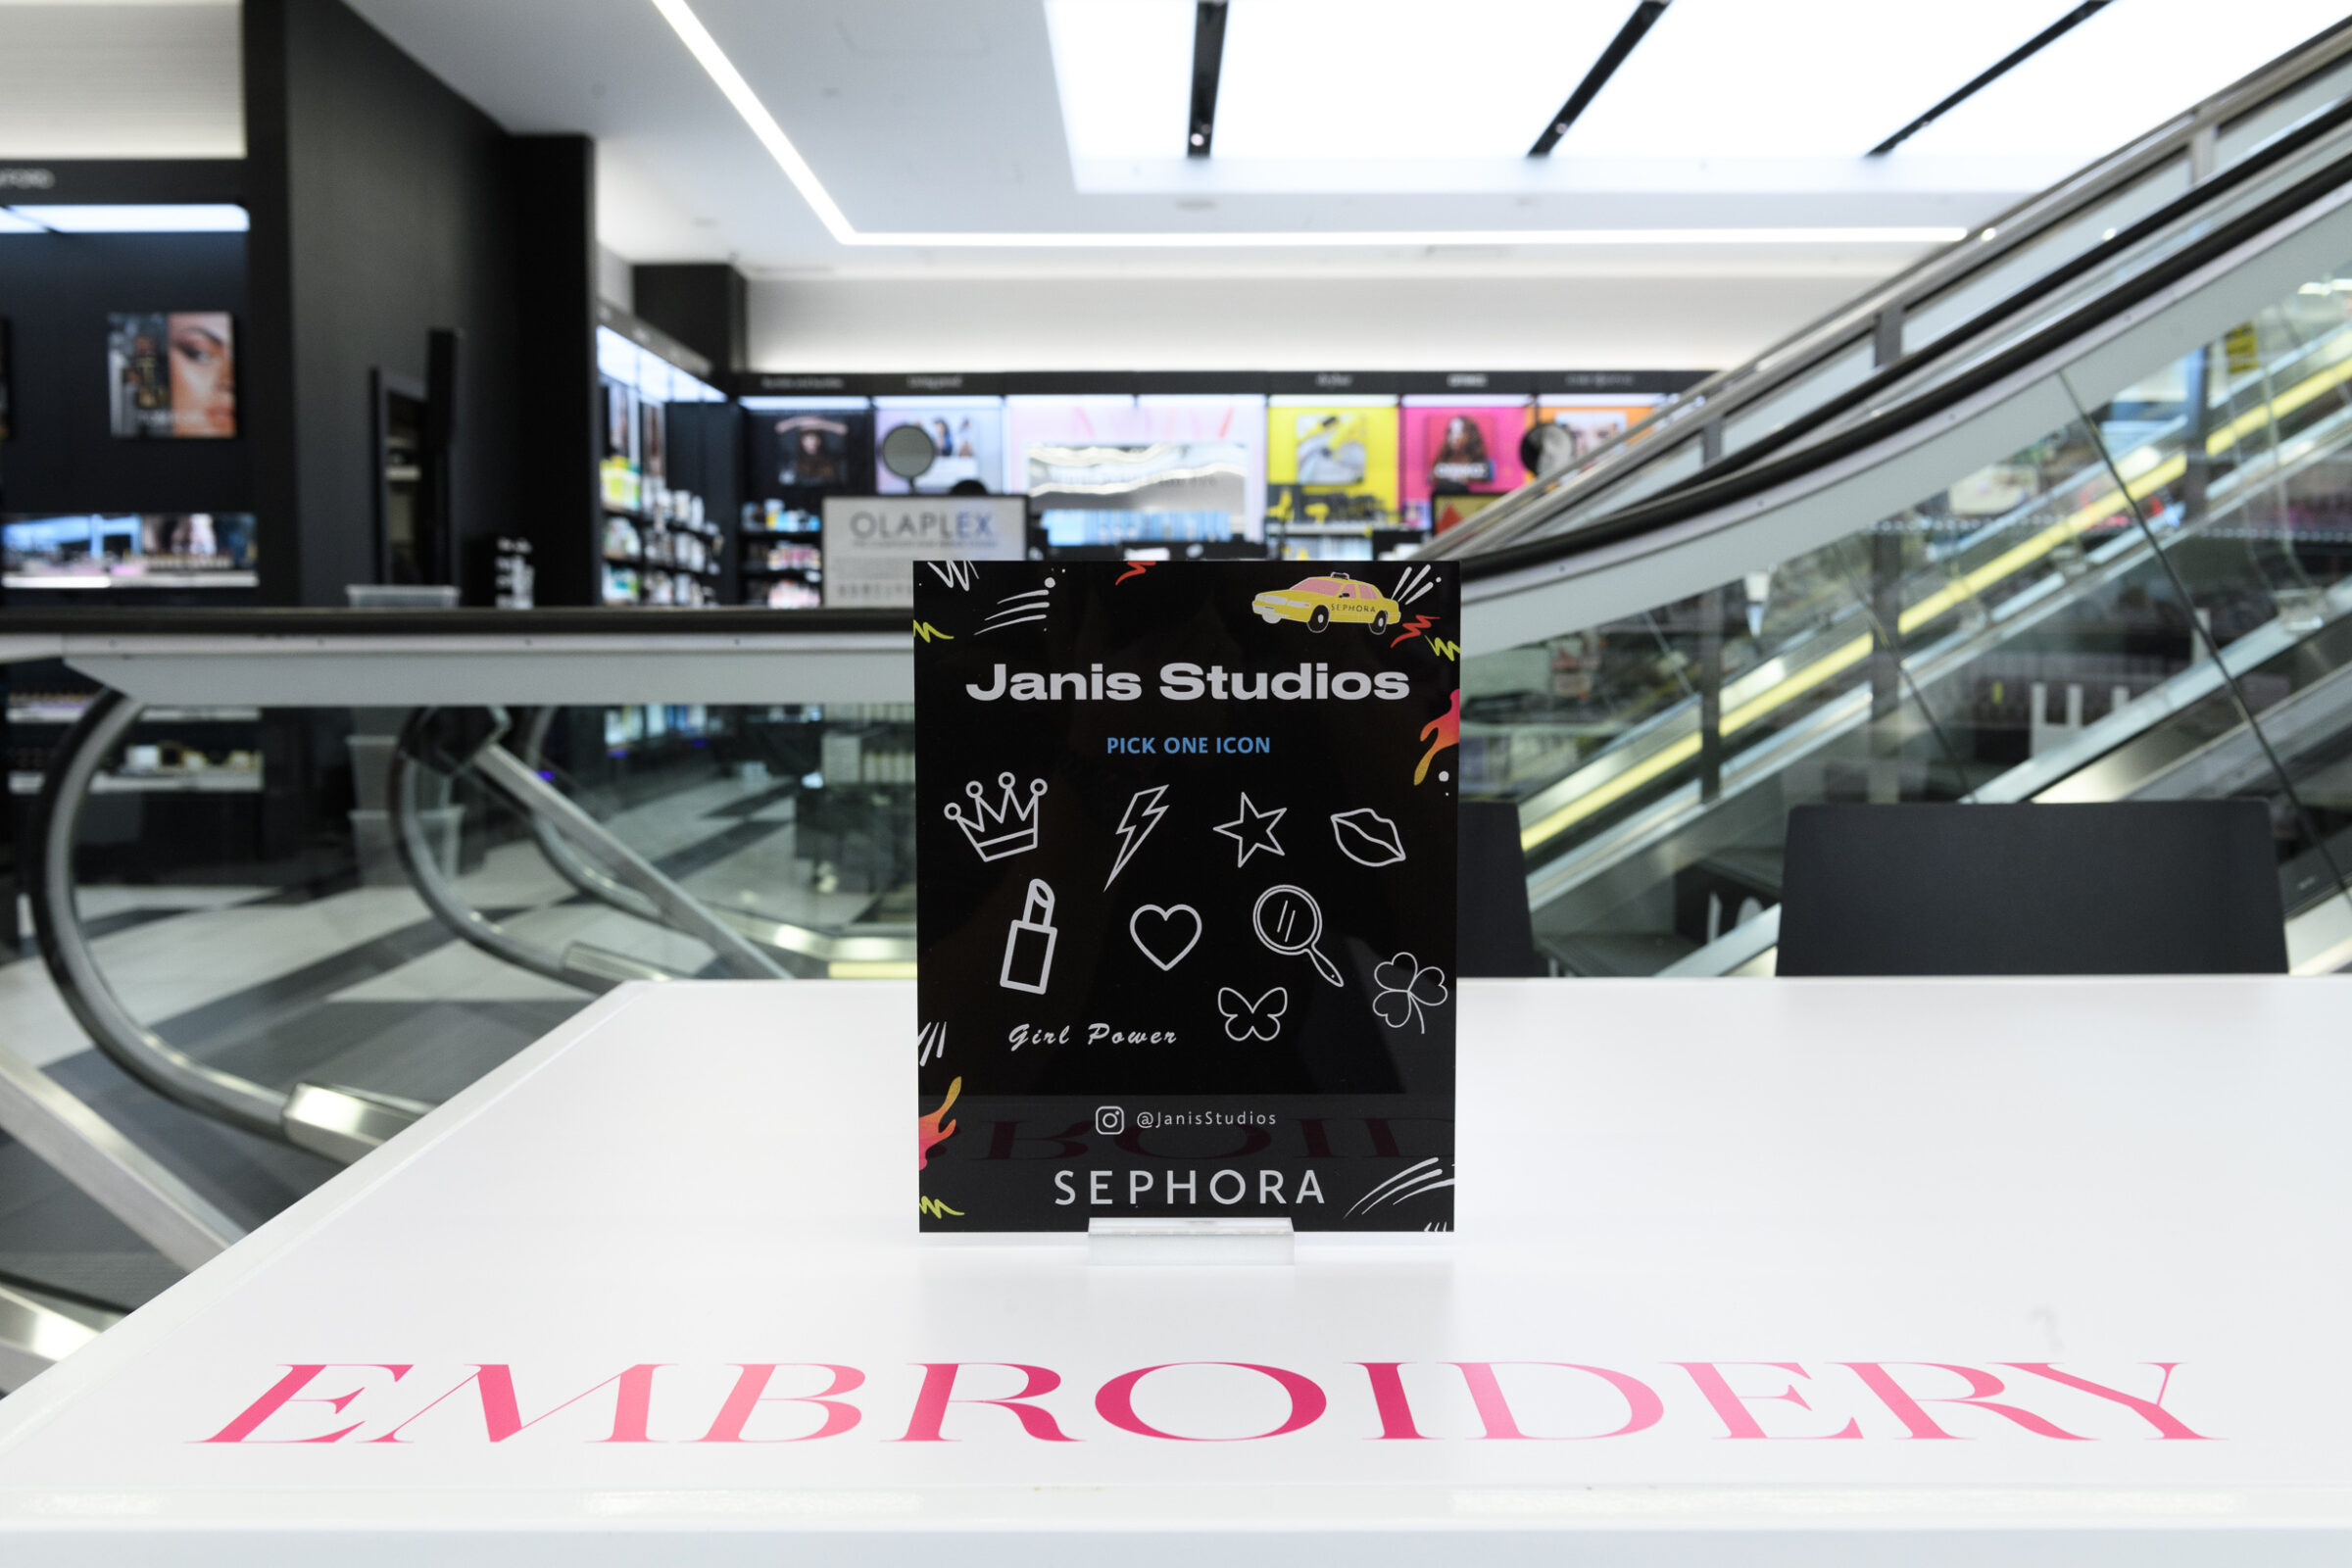 OLAPLEX
SEPHORA
Janis Studios
PICK ONE ICON
Girl Power
@JanisStudios
SEPHORA
EMBROIDERY